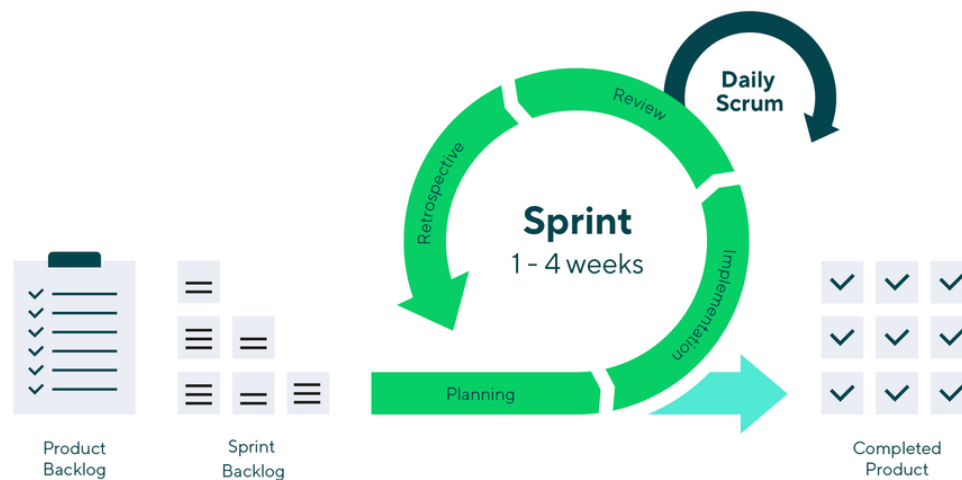 Daily
Scrum
Review
Retrospective
Sprint
1 - 4 weeks
Implementation
Planning
Product
Backlog
Sprint
Backlog
Completed
Product